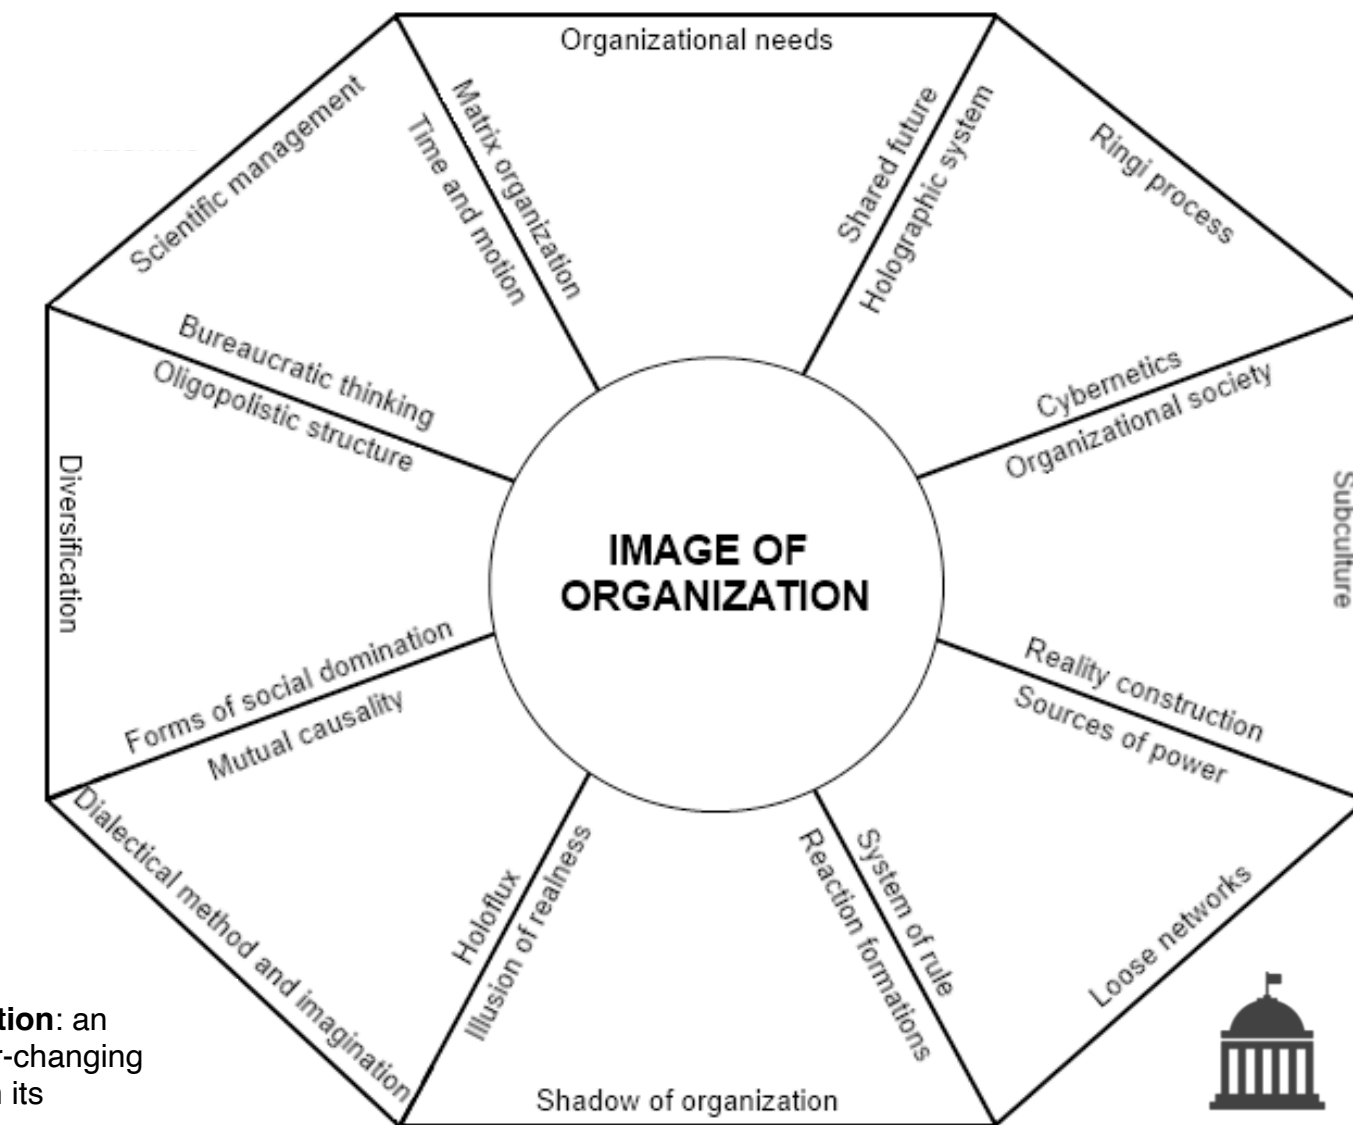 Organizational needs
Matrix organization
Shared future
Scientific management
Time and motion
Bureaucratic thinking
Holographic system
Ringi process
Cybernetics
Oligopolistic structure
Diversification
Forms of social domination
IMAGE OF
ORGANIZATION
Organizational society
Subculture
Reality construction
Mutual causality
Holoflux
Dialectical method and imagination
Illusion of realness
Reaction formations
Shadow of organization
Sources of power
System of rule
Loose networks
tion: an
r-changing
its